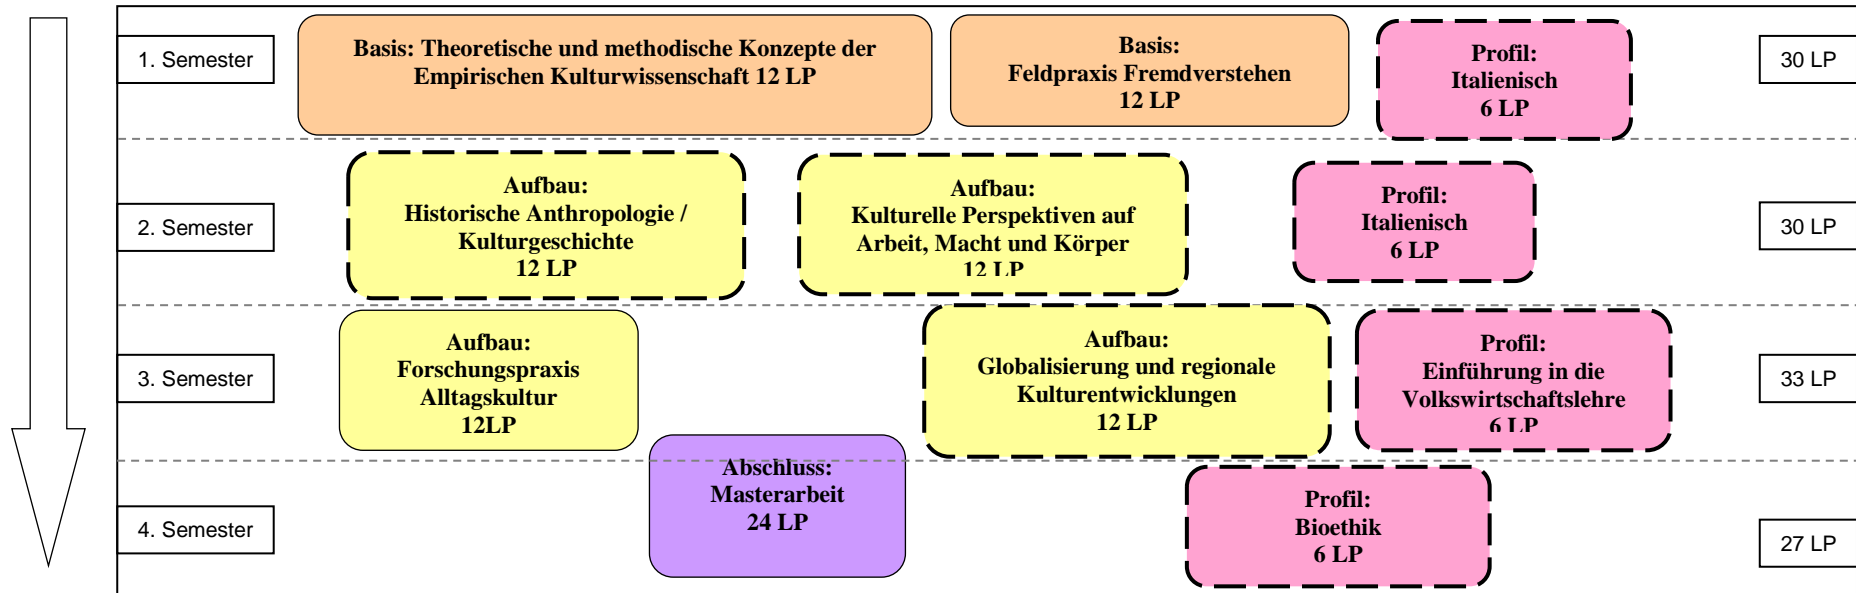 1. Semester
Basis: Theoretische und methodische Konzepte der
Empirischen Kulturwissenschaft 12 LP
Basis:
Feldpraxis Fremdverstehen
12 LP
Profil:
Italienisch
6 LP
30 LP
2. Semester
Aufbau:
Historische Anthropologie /
Kulturgeschichte
12 LP
Aufbau:
Kulturelle Perspektiven auf
Arbeit, Macht und Körper
12 LP
Profil:
Italienisch
6 LP
30 LP
3. Semester
Aufbau:
Forschungspraxis
Alltagskultur
12LP
Aufbau:
Globalisierung und regionale
Kulturentwicklungen
12 LP
Profil:
Einführung in die
Volkswirtschaftslehre
6 LP
33 LP
4. Semester
Abschluss:
Masterarbeit
24 LP
Profil:
Bioethik
6 LP
27 LP